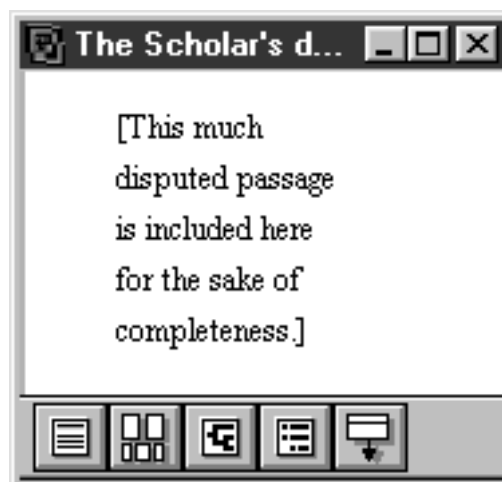 The Scholar's d...
[This much
disputed passage
is included here
for the sake of
completeness.]